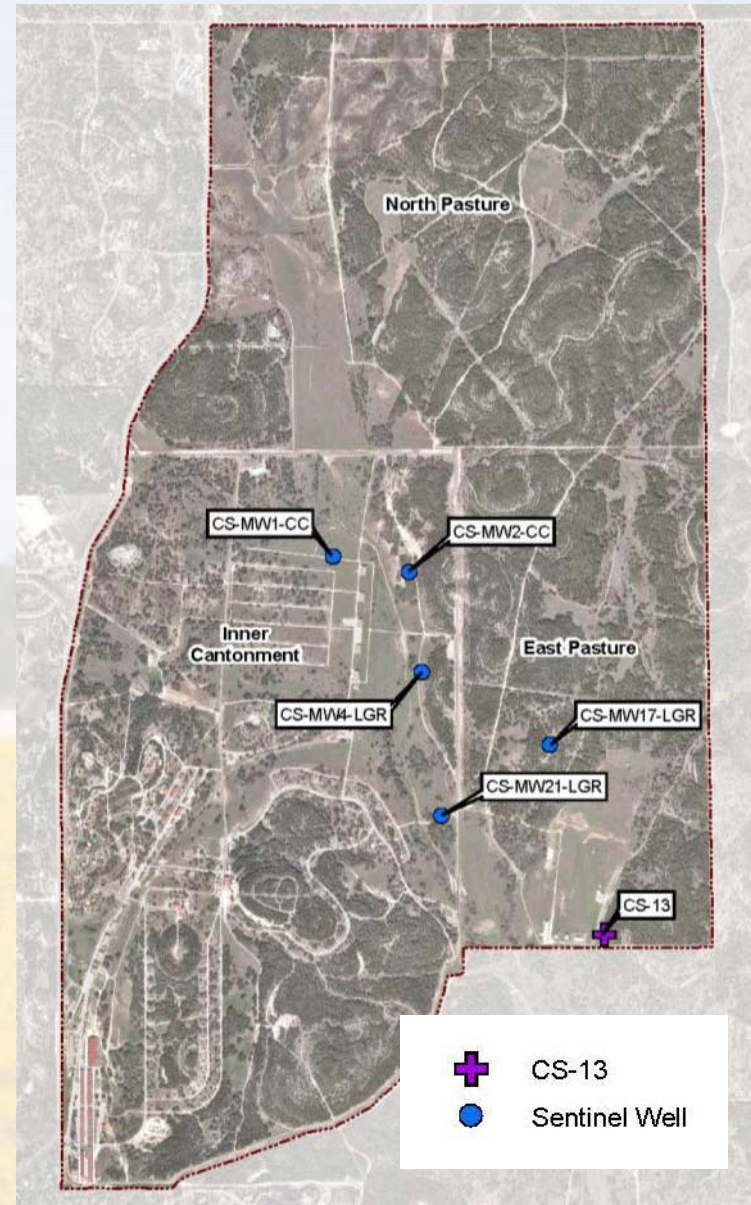 North Pasture
CS-MW1-CC
CS-MW2-CC
Inner
Cantonment
East Pasture
CS-MW4-LGR
CS-MW17-LGR
CS-MW21-LGR
CS-13
CS-13
Sentinel Well